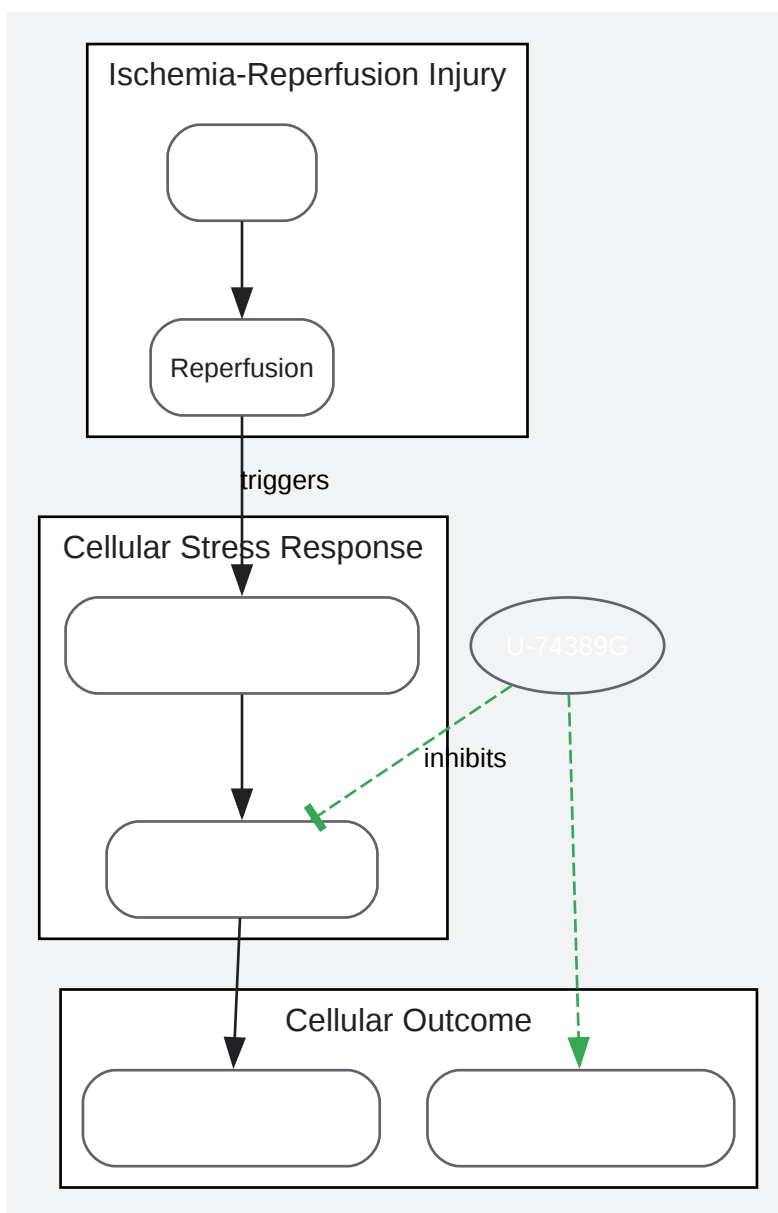 Ischemia-Reperfusion Injury
Reperfusion
triggers
Cellular Stress Response
U-74389G
inhibits
Cellular Outcome